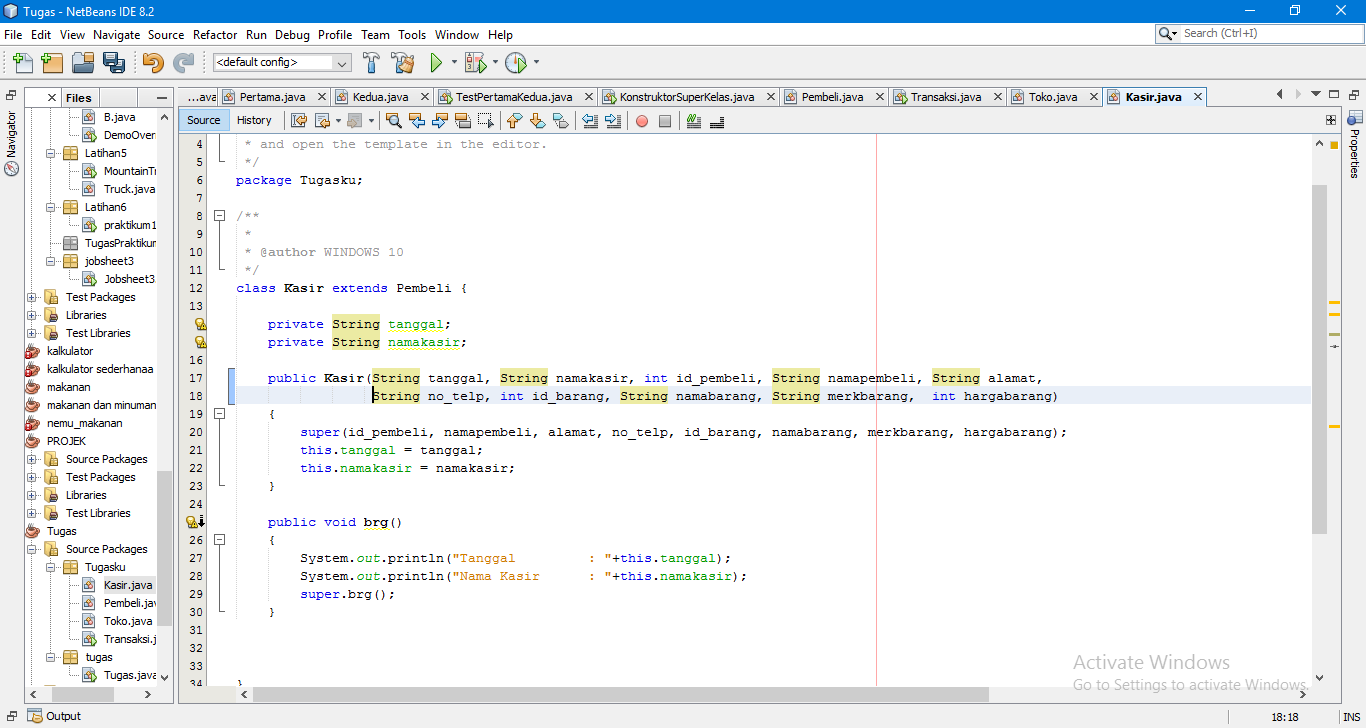 Tugas - NetBeans IDE 8.2
File Edit View Navigate Source Refactor Run Debug Profile Team Tools Window Help
Search (Ctrl+I)
<default config>
Files
...ava Pertama.java Kedua.java TestPertamaKedua.java KonstruktorSuperKelas.java Pembeli.java Transaksi.java Toko.java Kasir.java
Source History
Navigator
Properties
B.java
DemoOver
Latihan5
MountainTr
Truck.java
Latihan6
praktikum1
TugasPraktikum
jobsheet3
Jobsheet3.
Test Packages
Libraries
Test Libraries
kalkulator
kalkulator sederhanaa
makanan
makanan dan minuman
nemu_makanan
PROJEK
Source Packages
Test Packages
Libraries
Test Libraries
Tugas
Source Packages
Tugasku
Kasir.java
Pembeli.jav
Toko.java
Transaksi.j
tugas
Tugas.java
4 * and open the template in the editor.
5 */
6 package Tugasku;
7
8 /**
9 *
10 * @author WINDOWS 10
11 */
12 class Kasir extends Pembeli {
13
private String tanggal;
private String namakasir;
16
17 public Kasir(String tanggal, String namakasir, int id_pembeli, String namapembeli, String alamat,
18 String no_telp, int id_barang, String namabarang, String merkbarang, int hargabarang)
19 {
20 super(id_pembeli, namapembeli, alamat, no_telp, id_barang, namabarang, merkbarang, hargabarang);
21 this.tanggal = tanggal;
22 this.namakasir = namakasir;
23 }
24
public void brg()
26 {
27 System.out.println("Tanggal : "+this.tanggal);
28 System.out.println("Nama Kasir : "+this.namakasir);
29 super.brg();
30 }
31
32
33
34 }
Activate Windows
Go to Settings to activate Windows.
Output
18:18 INS